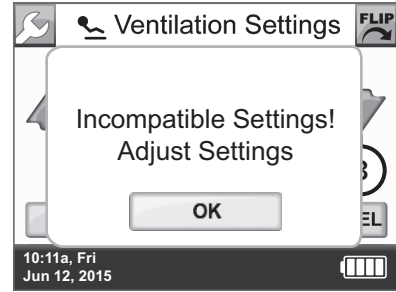 Ventilation Settings
FLIP
Incompatible Settings!
Adjust Settings
OK
EL
10:11a, Fri
Jun 12, 2015